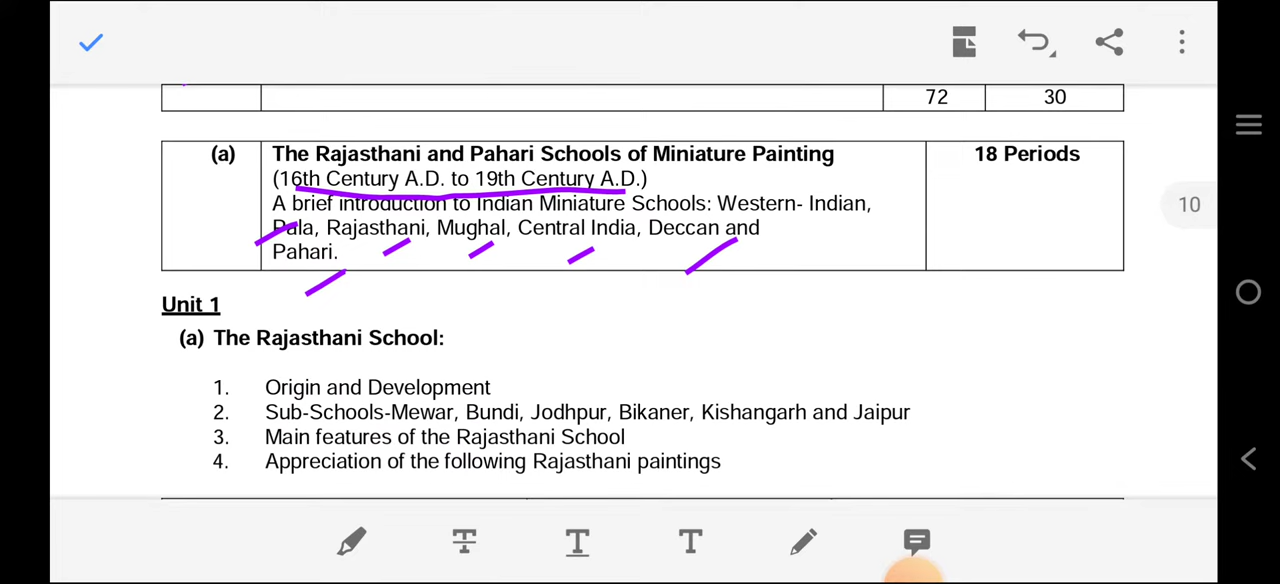 72 30
(a) The Rajasthani and Pahari Schools of Miniature Painting 18 Periods
(16th Century A.D. to 19th Century A.D.)
A brief introduction to Indian Miniature Schools: Western- Indian,
Pala, Rajasthani, Mughal, Central India, Deccan and
Pahari.
10
Unit 1
(a) The Rajasthani School:
1. Origin and Development
2. Sub-Schools-Mewar, Bundi, Jodhpur, Bikaner, Kishangarh and Jaipur
3. Main features of the Rajasthani School
4. Appreciation of the following Rajasthani paintings